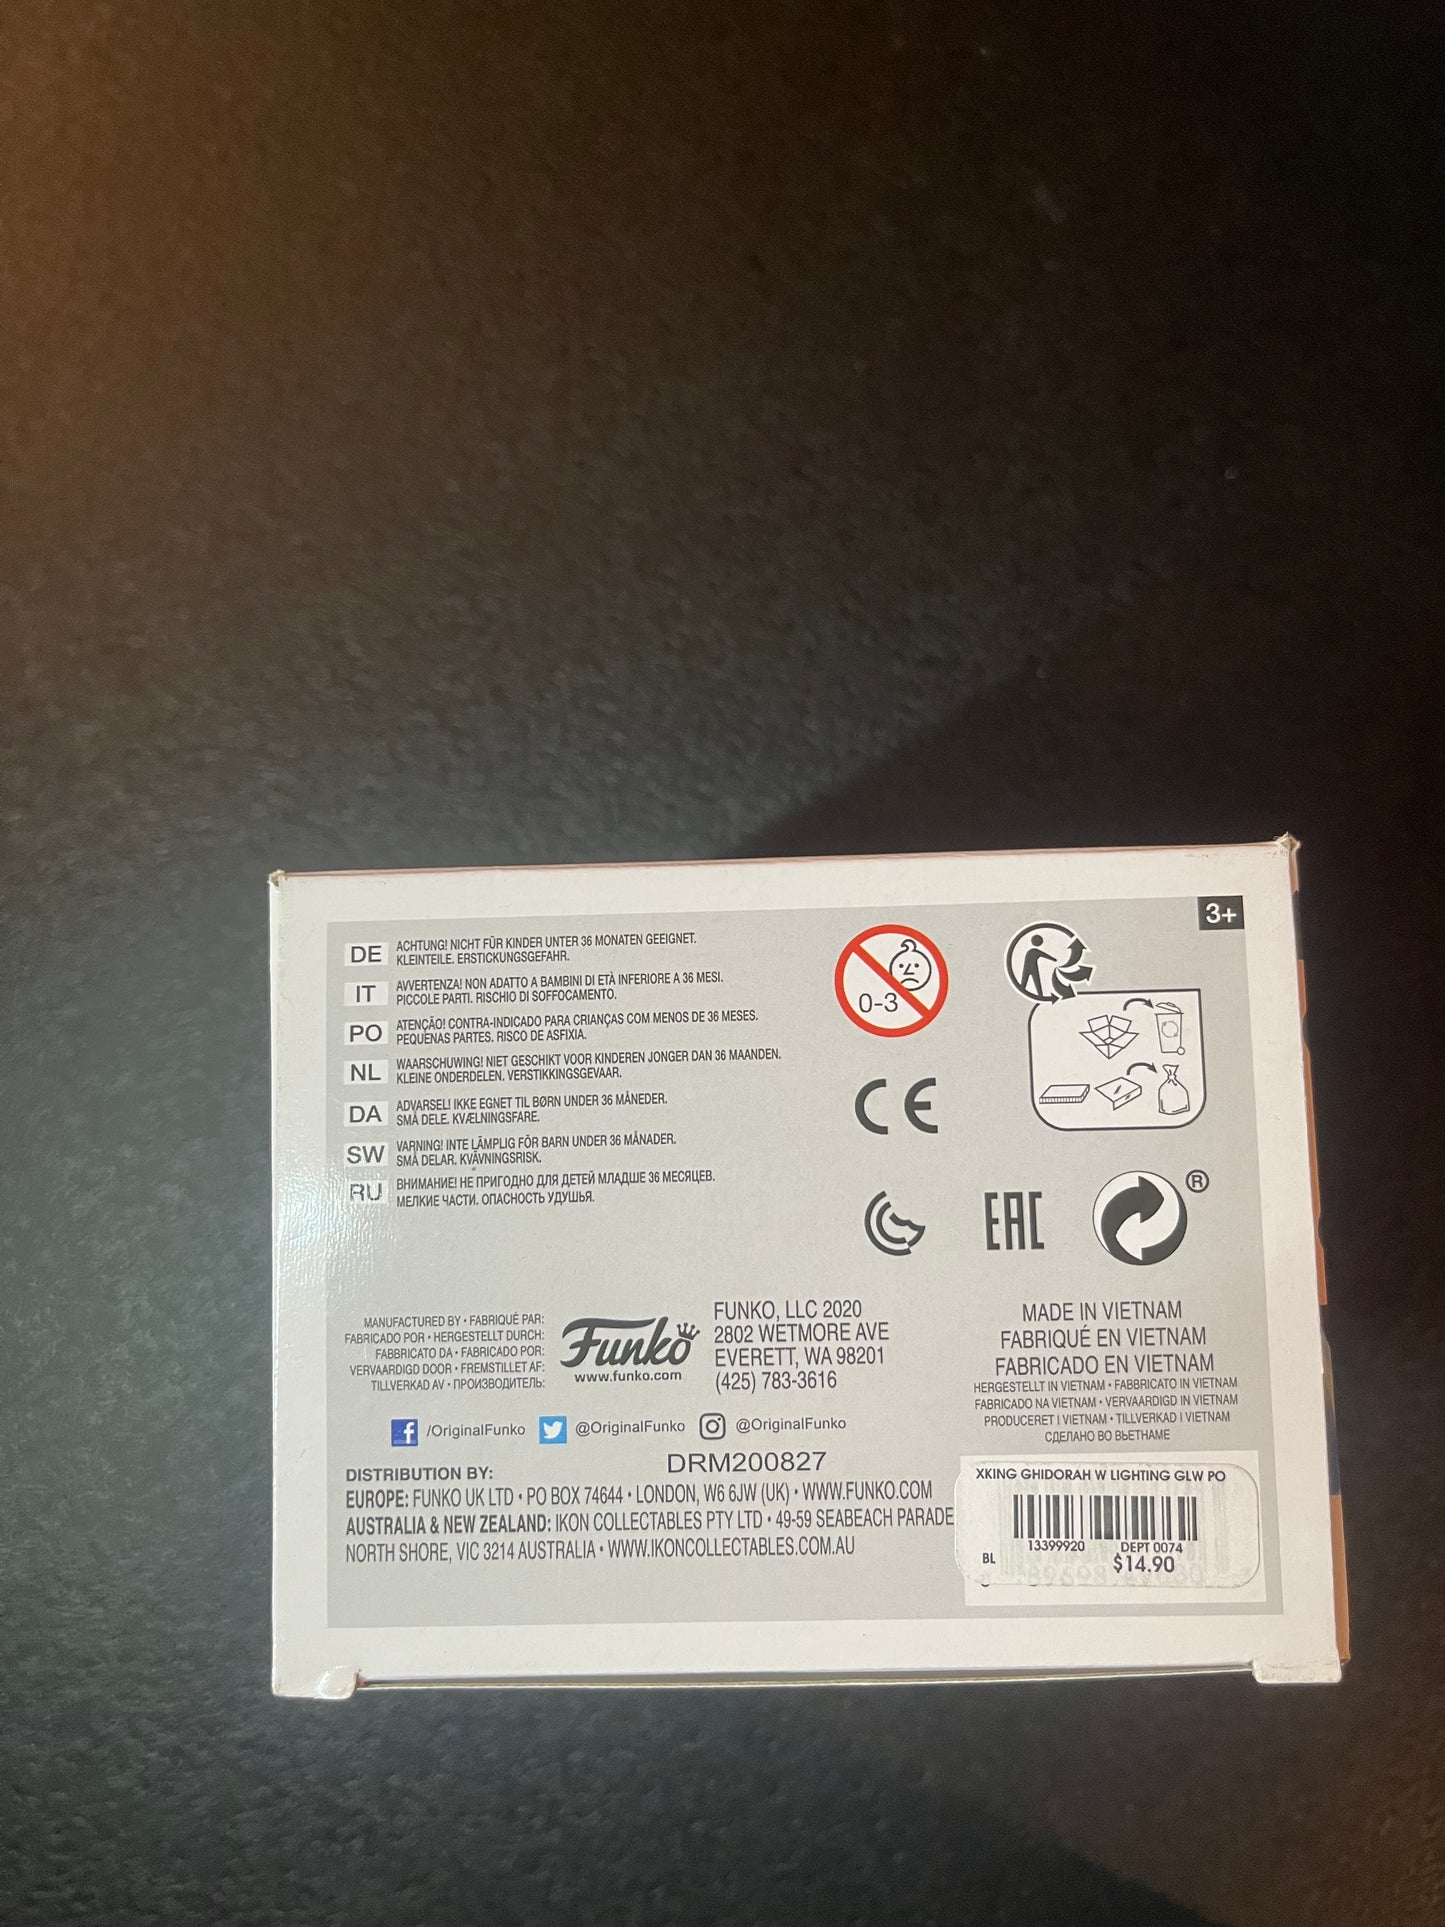 3+
DE ACHTUNG! NICHT FÜR KINDER UNTER 36 MONATEN GEEIGNET.
KLEINTEILE. ERSTICKUNGSGEFAHR.
IT AVVERTENZA! NON ADATTO A BAMBINI DI ETÀ INFERIORE A 36 MESI.
PICCOLE PARTI. RISCHIO DI SOFFOCAMENTO.
PO ATENÇÃO! CONTRA-INDICADO PARA CRIANÇAS COM MENOS DE 36 MESES.
PEQUENAS PARTES. RISCO DE ASFIXIA.
NL WAARSCHUWING! NIET GESCHIKT VOOR KINDEREN JONGER DAN 36 MAANDEN.
KLEINE ONDERDELEN. VERSTIKKINGSGEVAAR.
DA ADVARSEL! IKKE EGNET TIL BØRN UNDER 36 MÅNEDER.
SMÅ DELE. KVÆLNINGSFARE.
SW VARNING! INTE LÄMPLIG FÖR BARN UNDER 36 MÅNADER.
SMÅ DELAR. KVÄVNINGSRISK.
RU ВНИМАНИЕ! НЕ ПРИГОДНО ДЛЯ ДЕТЕЙ МЛАДШЕ 36 МЕСЯЦЕВ.
МЕЛКИЕ ЧАСТИ. ОПАСНОСТЬ УДУШЬЯ.
0-3
CE
EAC
®
MANUFACTURED BY • FABRIQUÉ PAR:
FABRICADO POR • HERGESTELLT DURCH:
FABBRICATO DA • FABRICADO POR:
VERVAARDIGD DOOR • FREMSTILLET AF:
TILLVERKAD AV • ПРОИЗВОДИТЕЛЬ:
Funko
www.funko.com
FUNKO, LLC 2020
2802 WETMORE AVE
EVERETT, WA 98201
(425) 783-3616
MADE IN VIETNAM
FABRIQUÉ EN VIETNAM
FABRICADO EN VIETNAM
HERGESTELLT IN VIETNAM • FABBRICATO IN VIETNAM
FABRICADO NA VIETNAM • VERVAARDIGD IN VIETNAM
PRODUCERET I VIETNAM • TILLVERKAD I VIETNAM
СДЕЛАНО ВО ВЬЕТНАМЕ
/OriginalFunko @OriginalFunko @OriginalFunko
DRM200827
DISTRIBUTION BY:
EUROPE: FUNKO UK LTD • PO BOX 74644 • LONDON, W6 6JW (UK) • WWW.FUNKO.COM
AUSTRALIA & NEW ZEALAND: IKON COLLECTABLES PTY LTD • 49-59 SEABEACH PARADE
NORTH SHORE, VIC 3214 AUSTRALIA • WWW.IKONCOLLECTABLES.COM.AU
XKING GHIDORAH W LIGHTING GLW PO
13399920 DEPT 0074
BL $14.90